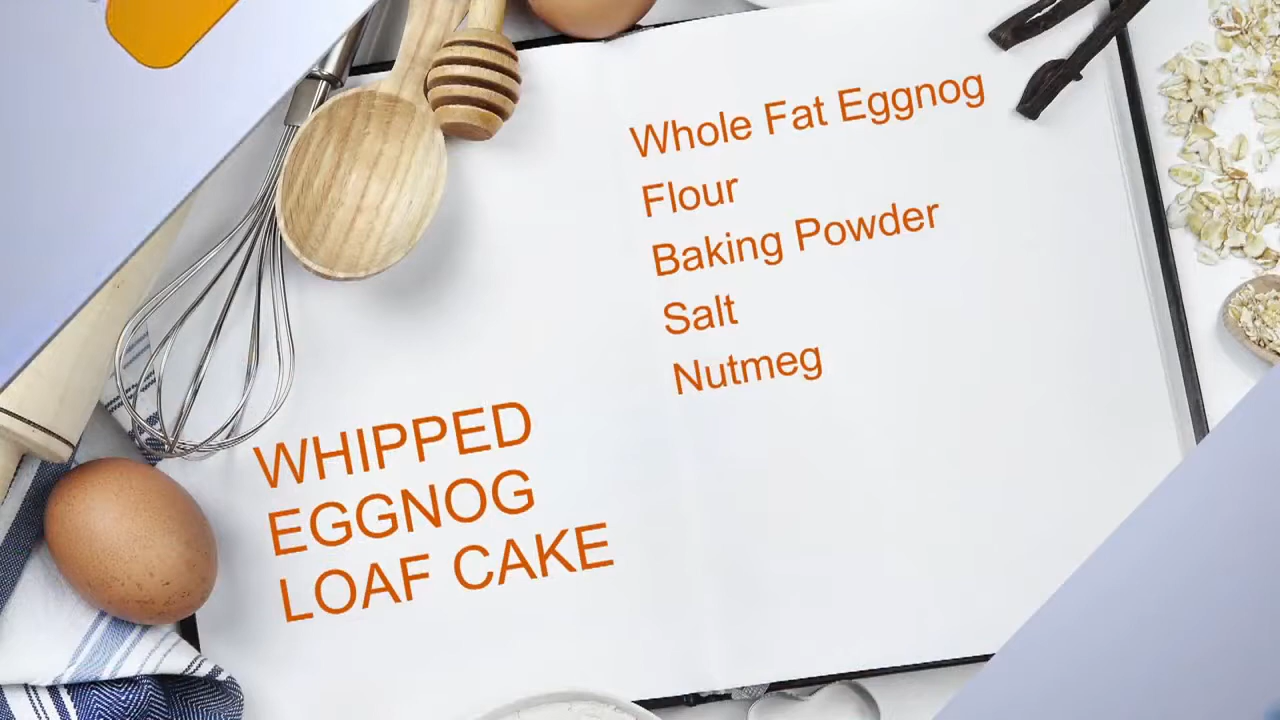 WHIPPED
EGGNOG
LOAF CAKE
Whole Fat Eggnog
Flour
Baking Powder
Salt
Nutmeg